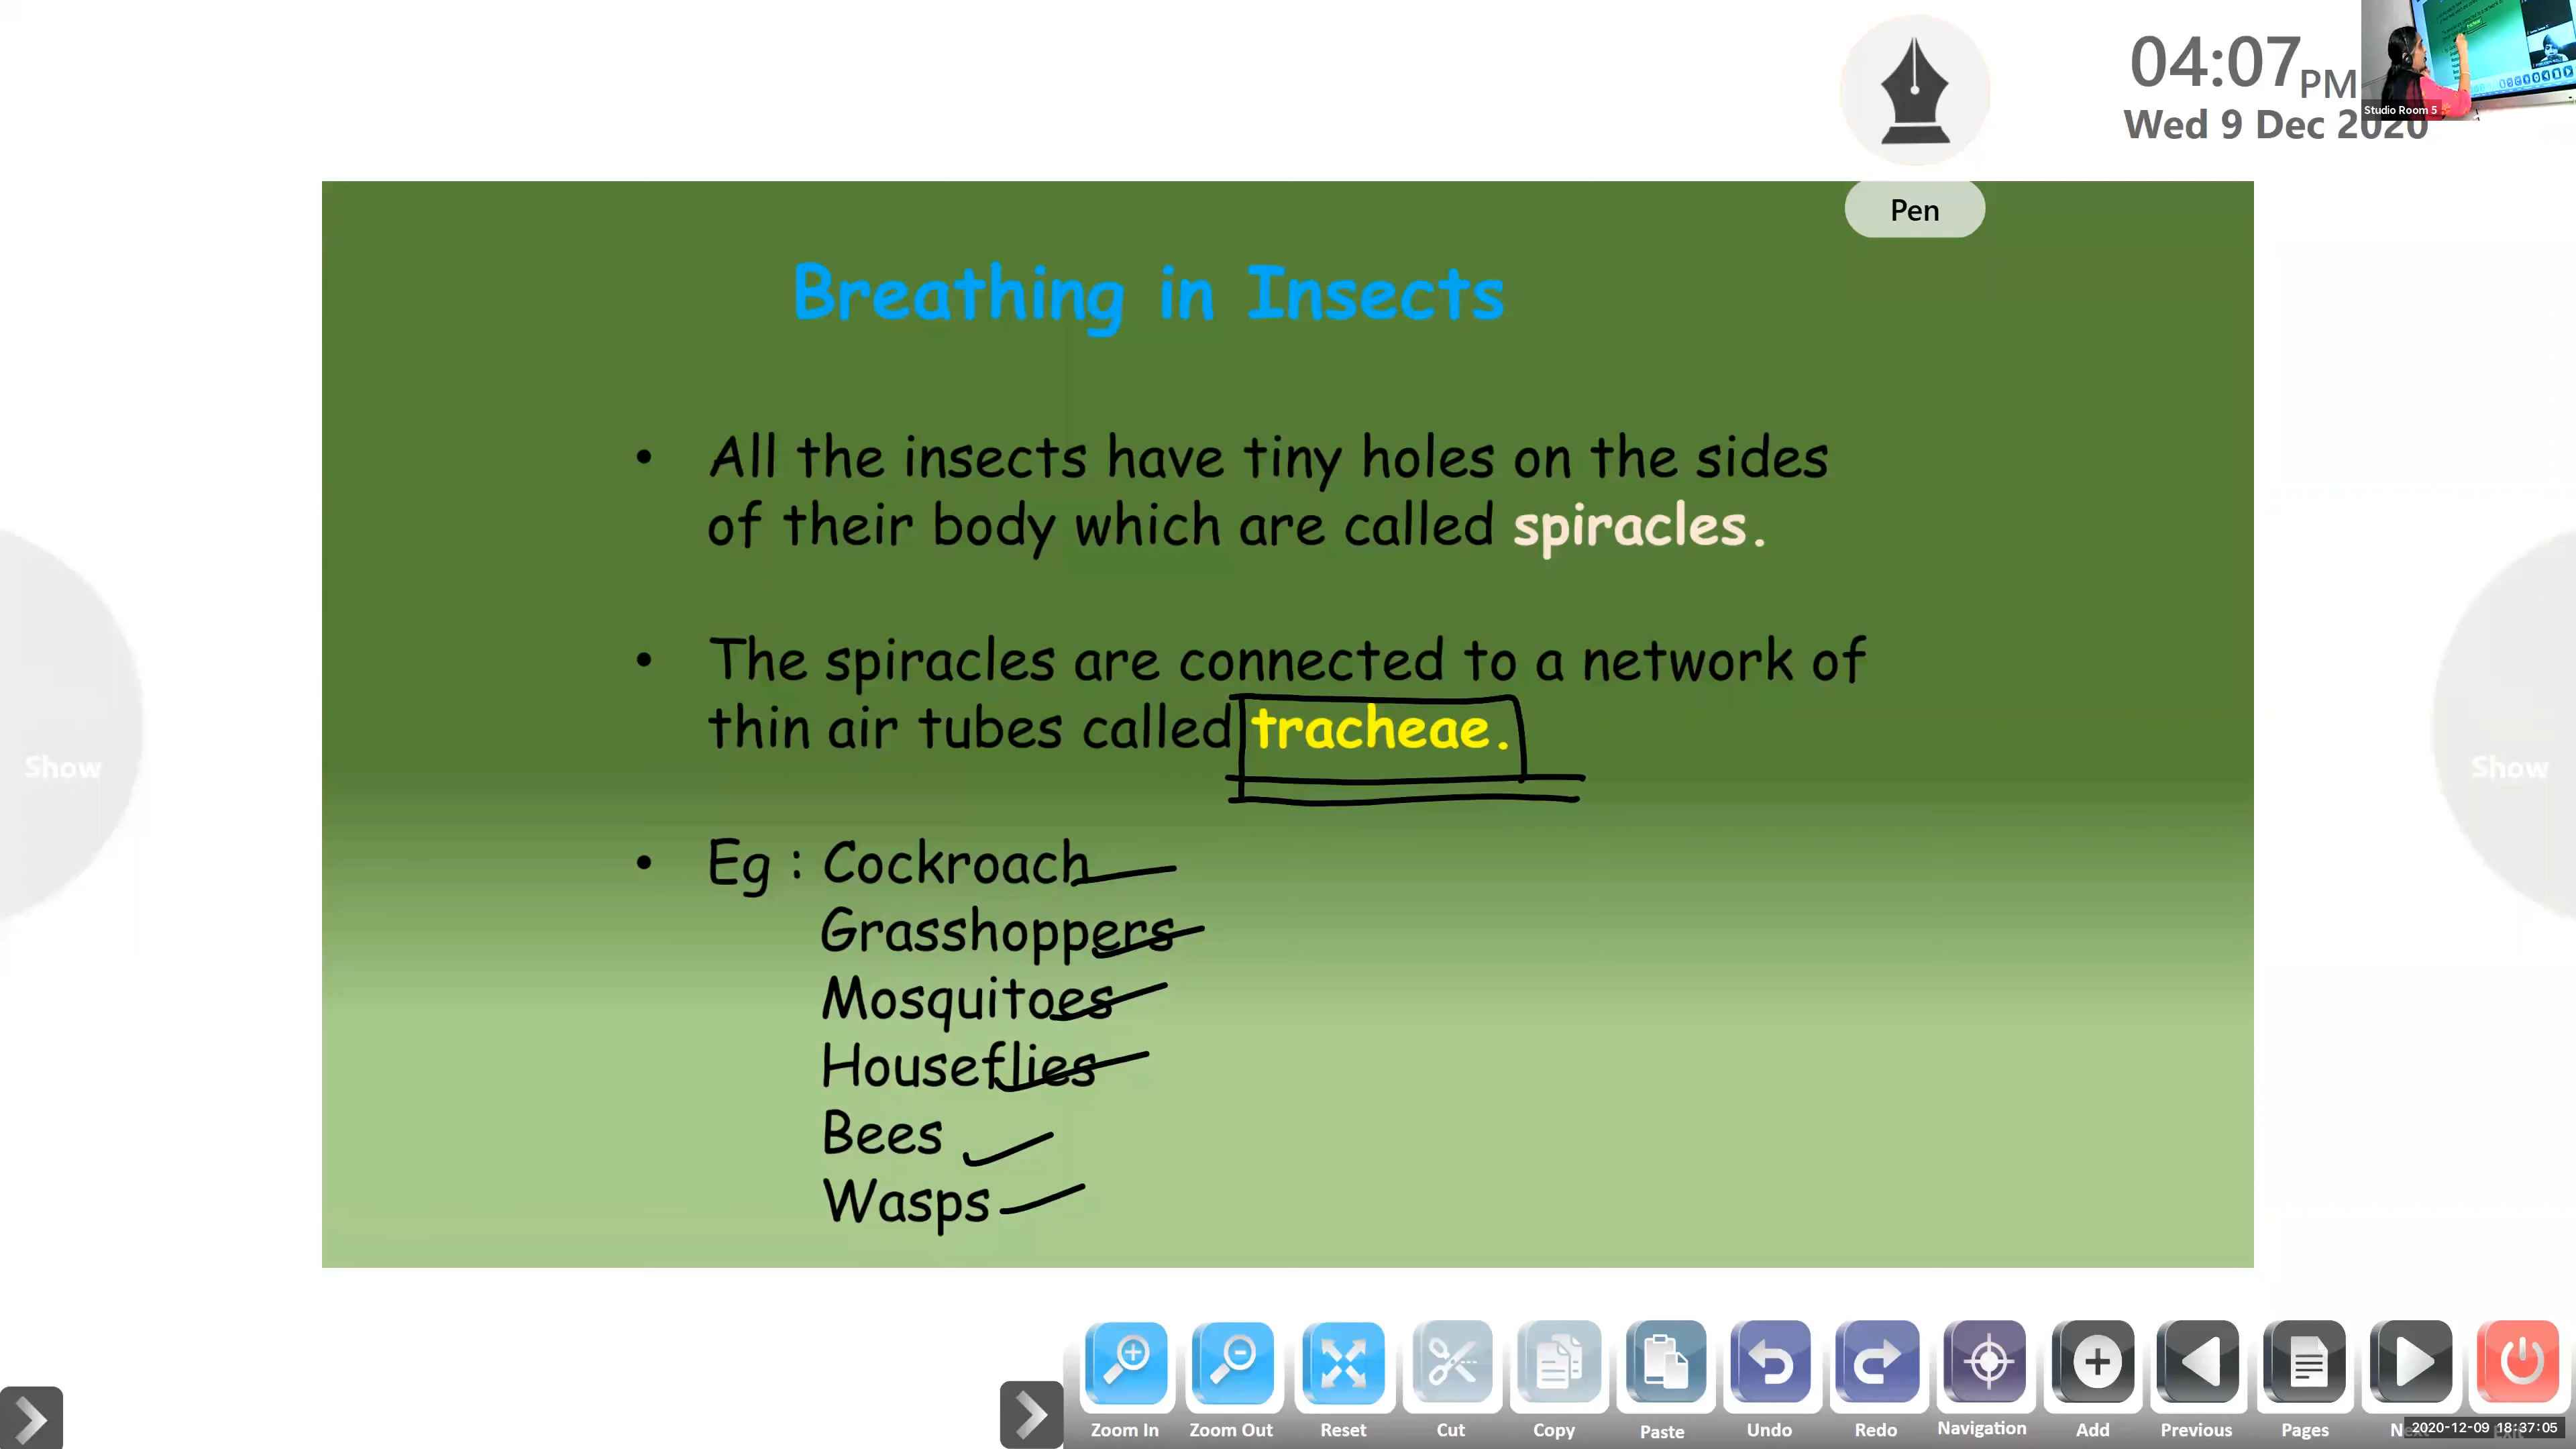 04:07 PM
Wed 9 Dec 2020
Studio Room 5
Pen
Breathing in Insects
• All the insects have tiny holes on the sides
of their body which are called spiracles.
• The spiracles are connected to a network of
thin air tubes called tracheae.
• Eg : Cockroach
Grasshoppers
Mosquitoes
Houseflies
Bees
Wasps
Show
Show
Zoom In Zoom Out Reset Cut Copy Paste Undo Redo Navigation Add Previous Pages
2020-12-09 18:37:05